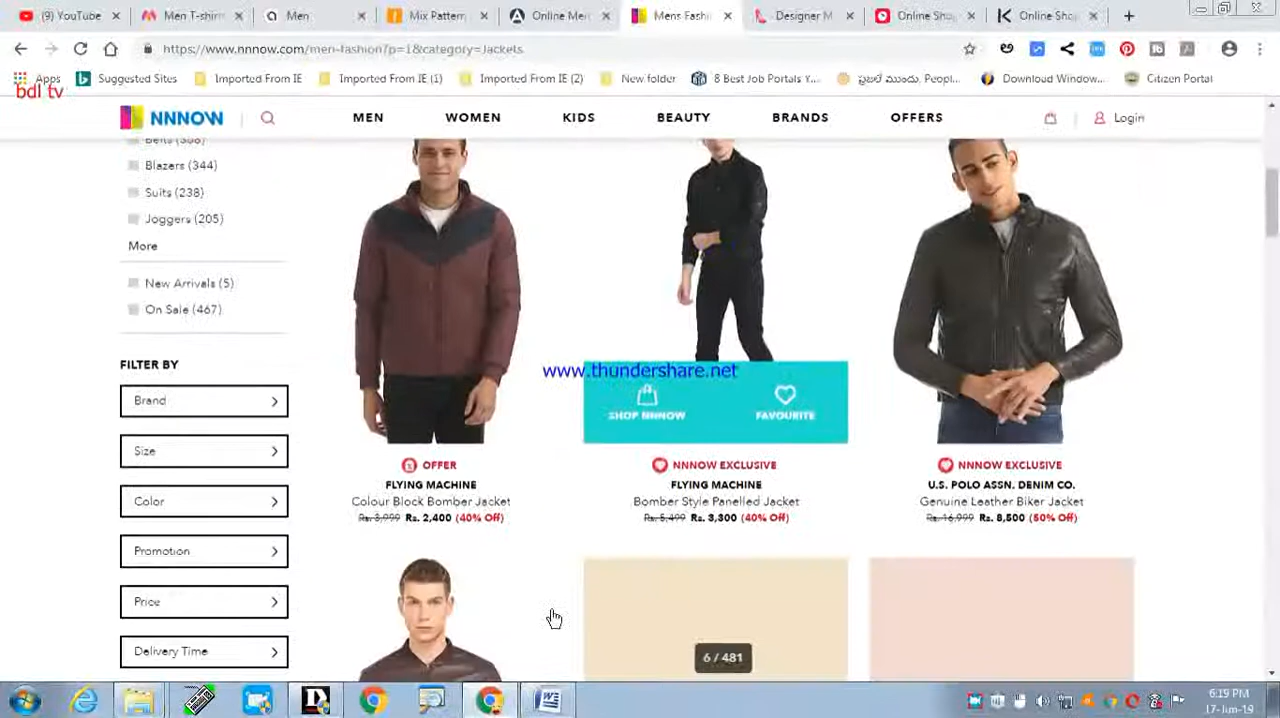 (9) YouTube
Men T-shirt
Men
Mix Pattern
Online Men
Mens Fashi
Designer M
Online Sho
Online Shop
https://www.nnnow.com/men-fashion?p=1&category=Jackets
Apps
Suggested Sites
Imported From IE
Imported From IE (1)
Imported From IE (2)
New folder
8 Best Job Portals Y...
ಪ್ರಜೆ ಮುಂದು, Peopl...
Download Window...
Citizen Portal
bdl tv
NNNOW
MEN
WOMEN
KIDS
BEAUTY
BRANDS
OFFERS
Login
Blazers (344)
Suits (238)
Joggers (205)
More
New Arrivals (5)
On Sale (467)
FILTER BY
Brand
Size
Color
Promotion
Price
Delivery Time
www.thundershare.net
SHOP NNNOW
FAVOURITE
OFFER
FLYING MACHINE
Colour Block Bomber Jacket
Rs. 3,999 Rs. 2,400 (40% Off)
NNNOW EXCLUSIVE
FLYING MACHINE
Bomber Style Panelled Jacket
Rs. 5,499 Rs. 3,300 (40% Off)
NNNOW EXCLUSIVE
U.S. POLO ASSN. DENIM CO.
Genuine Leather Biker Jacket
Rs. 16,999 Rs. 8,500 (50% Off)
6 / 481
6:19 PM
17-Jun-19